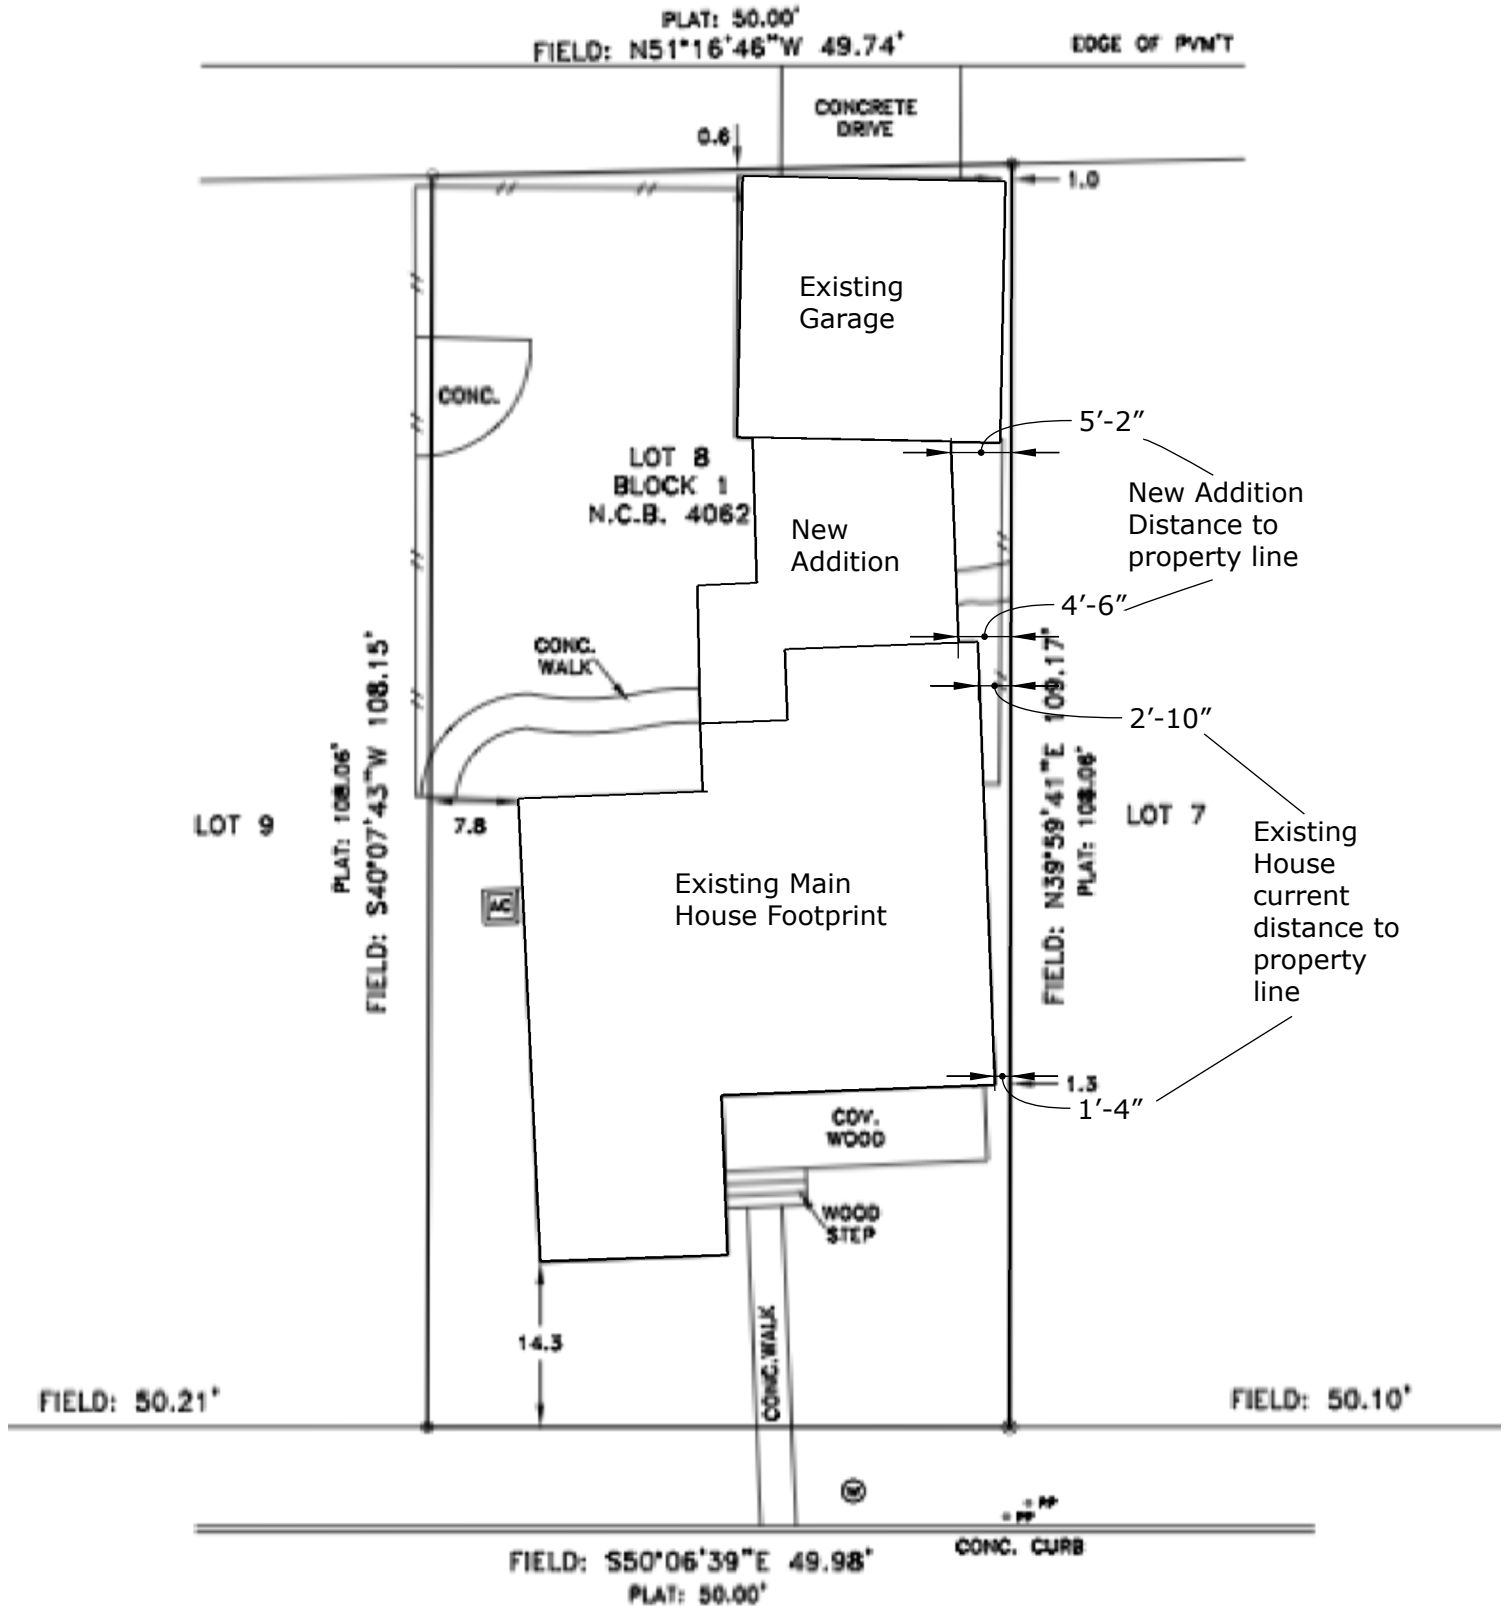 PLAT: 50.00'
FIELD: N51°16'46"W 49.74'
EDGE OF PVM'T
CONCRETE
DRIVE
0.6
1.0
Existing
Garage
CONC.
5'-2"
LOT 8
BLOCK 1
N.C.B. 4062
New Addition
Distance to
property line
New
Addition
4'-6"
CONC.
WALK
2'-10"
FIELD: S40°07'43"W 108.15'
PLAT: 108.06'
FIELD: N39°59'41"E 109.17'
PLAT: 108.06'
LOT 9
7.8
LOT 7
Existing
House
current
distance to
property
line
Existing Main
House Footprint
AC
1.3
1'-4"
COV.
WOOD
WOOD
STEP
14.3
CONC.WALK
FIELD: 50.21'
FIELD: 50.10'
W
PP
PP
CONC. CURB
FIELD: S50°06'39"E 49.98'
PLAT: 50.00'